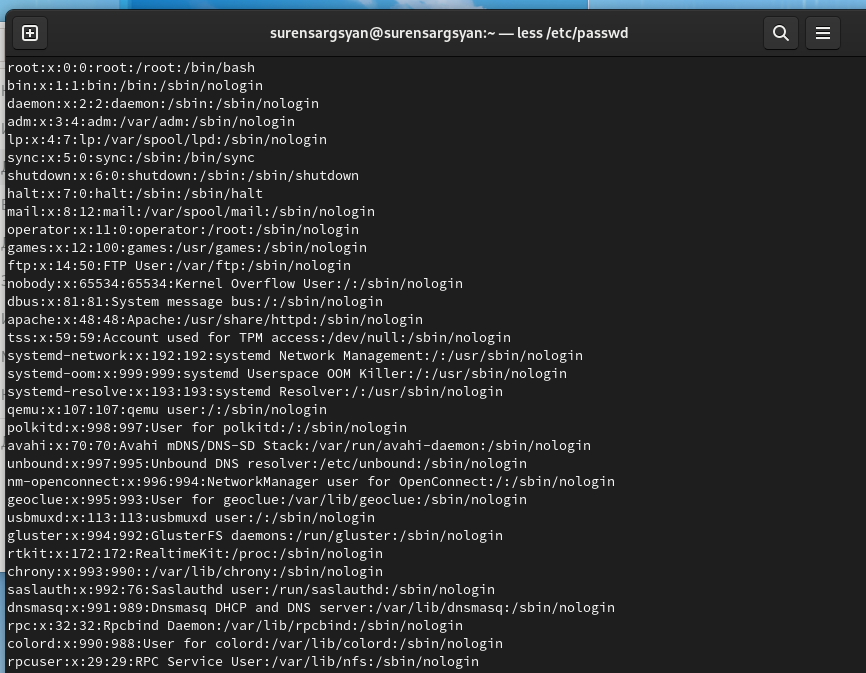 surensargsyan@surensargsyan:~ — less /etc/passwd
root:x:0:0:root:/root:/bin/bash
bin:x:1:1:bin:/bin:/sbin/nologin
daemon:x:2:2:daemon:/sbin:/sbin/nologin
adm:x:3:4:adm:/var/adm:/sbin/nologin
lp:x:4:7:lp:/var/spool/lpd:/sbin/nologin
sync:x:5:0:sync:/sbin:/bin/sync
shutdown:x:6:0:shutdown:/sbin:/sbin/shutdown
halt:x:7:0:halt:/sbin:/sbin/halt
mail:x:8:12:mail:/var/spool/mail:/sbin/nologin
operator:x:11:0:operator:/root:/sbin/nologin
games:x:12:100:games:/usr/games:/sbin/nologin
ftp:x:14:50:FTP User:/var/ftp:/sbin/nologin
nobody:x:65534:65534:Kernel Overflow User:/:/sbin/nologin
dbus:x:81:81:System message bus:/:/sbin/nologin
apache:x:48:48:Apache:/usr/share/httpd:/sbin/nologin
tss:x:59:59:Account used for TPM access:/dev/null:/sbin/nologin
systemd-network:x:192:192:systemd Network Management:/:/usr/sbin/nologin
systemd-oom:x:999:999:systemd Userspace OOM Killer:/:/usr/sbin/nologin
systemd-resolve:x:193:193:systemd Resolver:/:/usr/sbin/nologin
qemu:x:107:107:qemu user:/:/sbin/nologin
polkitd:x:998:997:User for polkitd:/:/sbin/nologin
avahi:x:70:70:Avahi mDNS/DNS-SD Stack:/var/run/avahi-daemon:/sbin/nologin
unbound:x:997:995:Unbound DNS resolver:/etc/unbound:/sbin/nologin
nm-openconnect:x:996:994:NetworkManager user for OpenConnect:/:/sbin/nologin
geoclue:x:995:993:User for geoclue:/var/lib/geoclue:/sbin/nologin
usbmuxd:x:113:113:usbmuxd user:/:/sbin/nologin
gluster:x:994:992:GlusterFS daemons:/run/gluster:/sbin/nologin
rtkit:x:172:172:RealtimeKit:/proc:/sbin/nologin
chrony:x:993:990::/var/lib/chrony:/sbin/nologin
saslauth:x:992:76:Saslauthd user:/run/saslauthd:/sbin/nologin
dnsmasq:x:991:989:Dnsmasq DHCP and DNS server:/var/lib/dnsmasq:/sbin/nologin
rpc:x:32:32:Rpcbind Daemon:/var/lib/rpcbind:/sbin/nologin
colord:x:990:988:User for colord:/var/lib/colord:/sbin/nologin
rpcuser:x:29:29:RPC Service User:/var/lib/nfs:/sbin/nologin